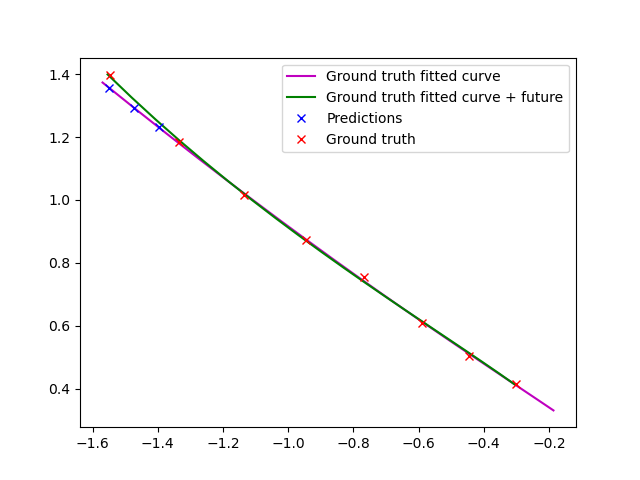 Ground truth fitted curve
Ground truth fitted curve + future
Predictions
Ground truth
1.4
1.2
1.0
0.8
0.6
0.4
−1.6 −1.4 −1.2 −1.0 −0.8 −0.6 −0.4 −0.2